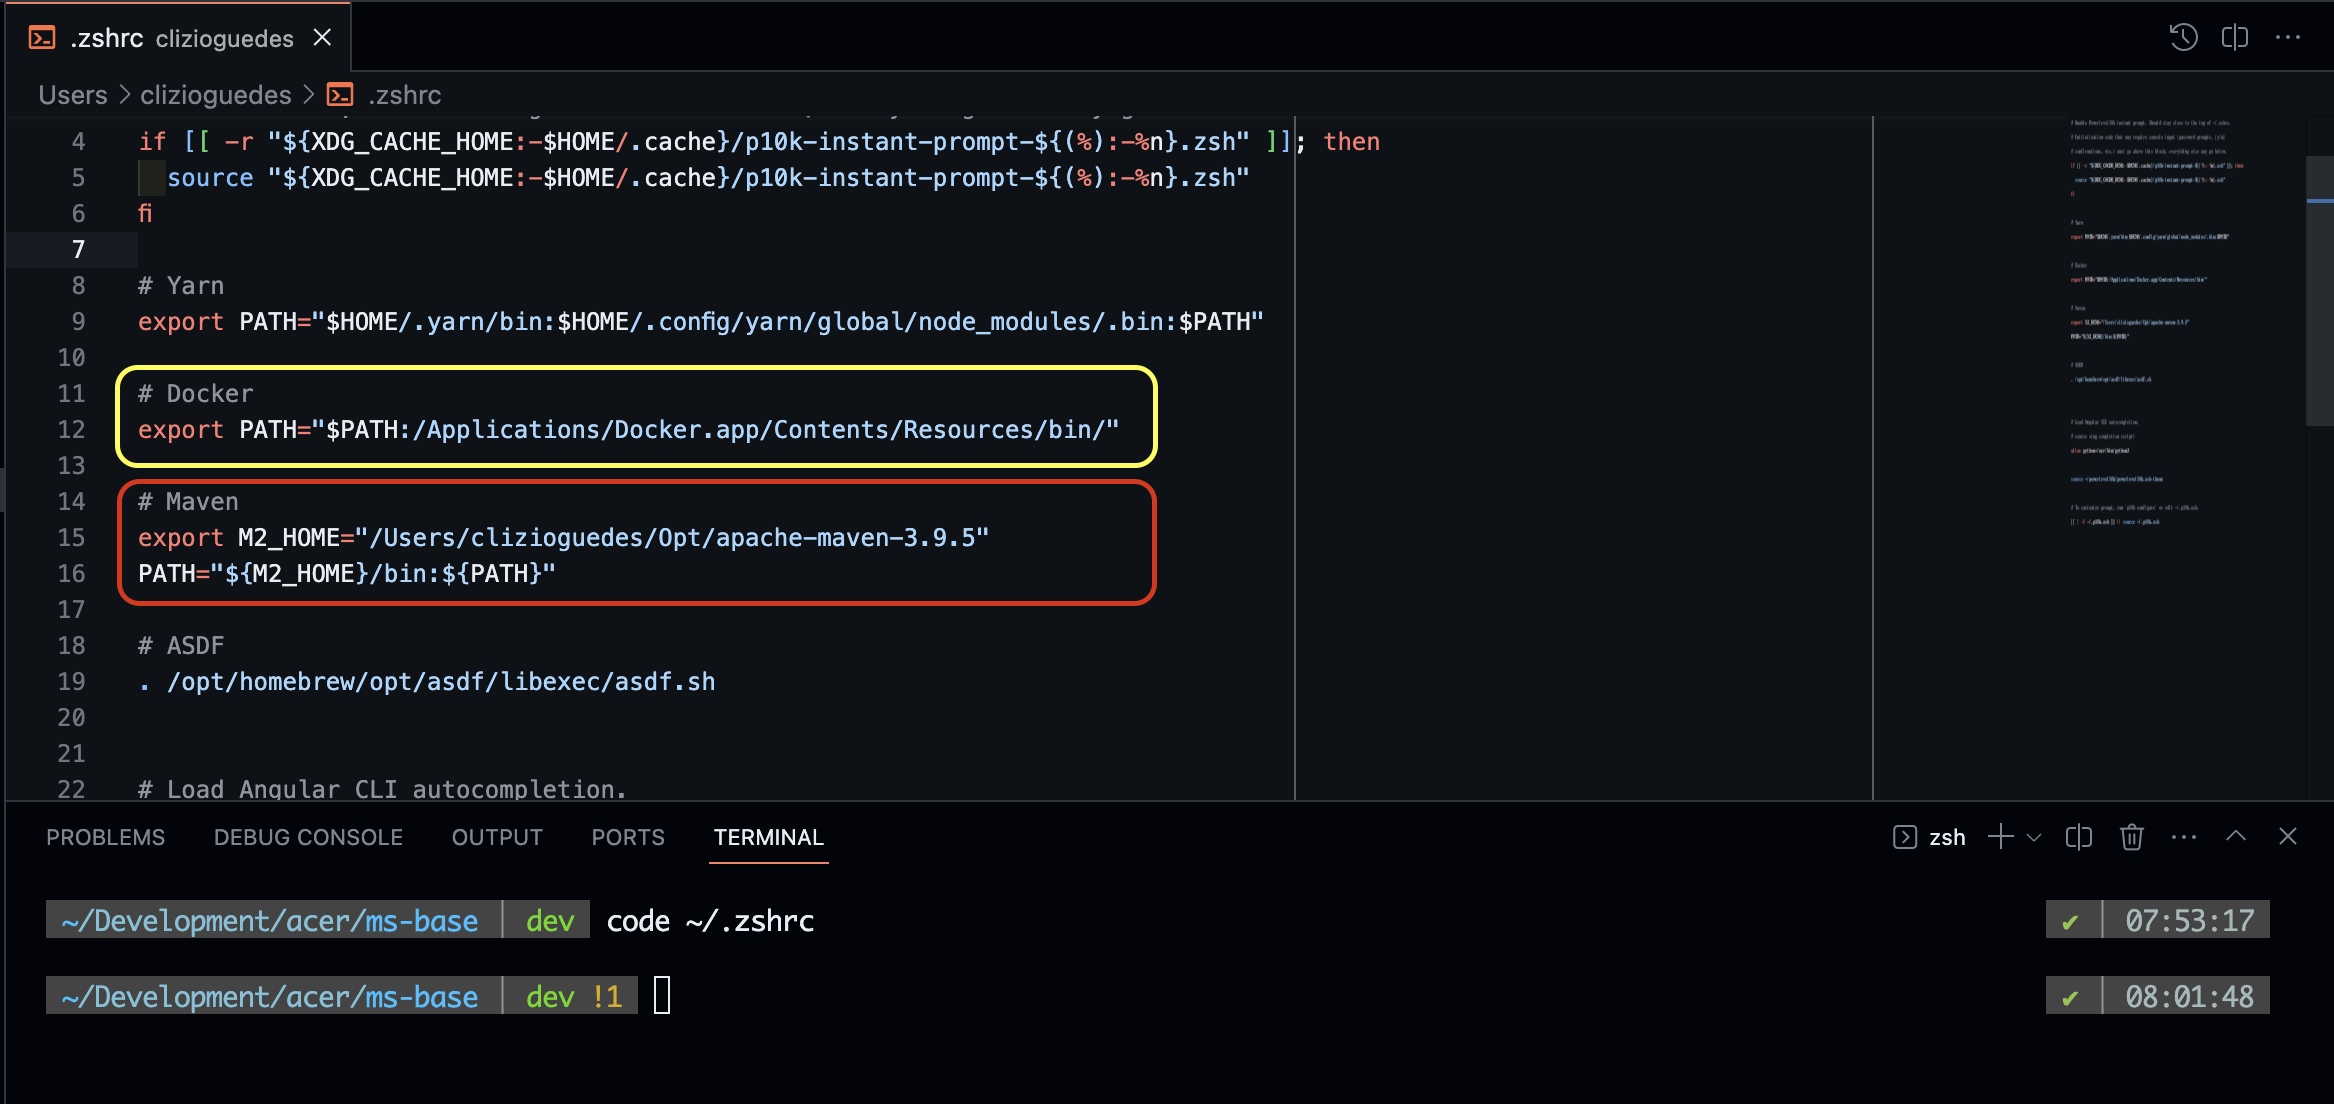 .zshrc clizioguedes
Users > clizioguedes > .zshrc
4 if [[ -r "${XDG_CACHE_HOME:-$HOME/.cache}/p10k-instant-prompt-${(%):-%n}.zsh" ]]; then
5 source "${XDG_CACHE_HOME:-$HOME/.cache}/p10k-instant-prompt-${(%):-%n}.zsh"
6 fi
7
8 # Yarn
9 export PATH="$HOME/.yarn/bin:$HOME/.config/yarn/global/node_modules/.bin:$PATH"
10
11 # Docker
12 export PATH="$PATH:/Applications/Docker.app/Contents/Resources/bin/"
13
14 # Maven
15 export M2_HOME="/Users/clizioguedes/Opt/apache-maven-3.9.5"
16 PATH="${M2_HOME}/bin:${PATH}"
17
18 # ASDF
19 . /opt/homebrew/opt/asdf/libexec/asdf.sh
20
21
22 # Load Angular CLI autocompletion.
PROBLEMS DEBUG CONSOLE OUTPUT PORTS TERMINAL zsh
~/Development/acer/ms-base dev code ~/.zshrc ✔ 07:53:17
~/Development/acer/ms-base dev !1 ✔ 08:01:48